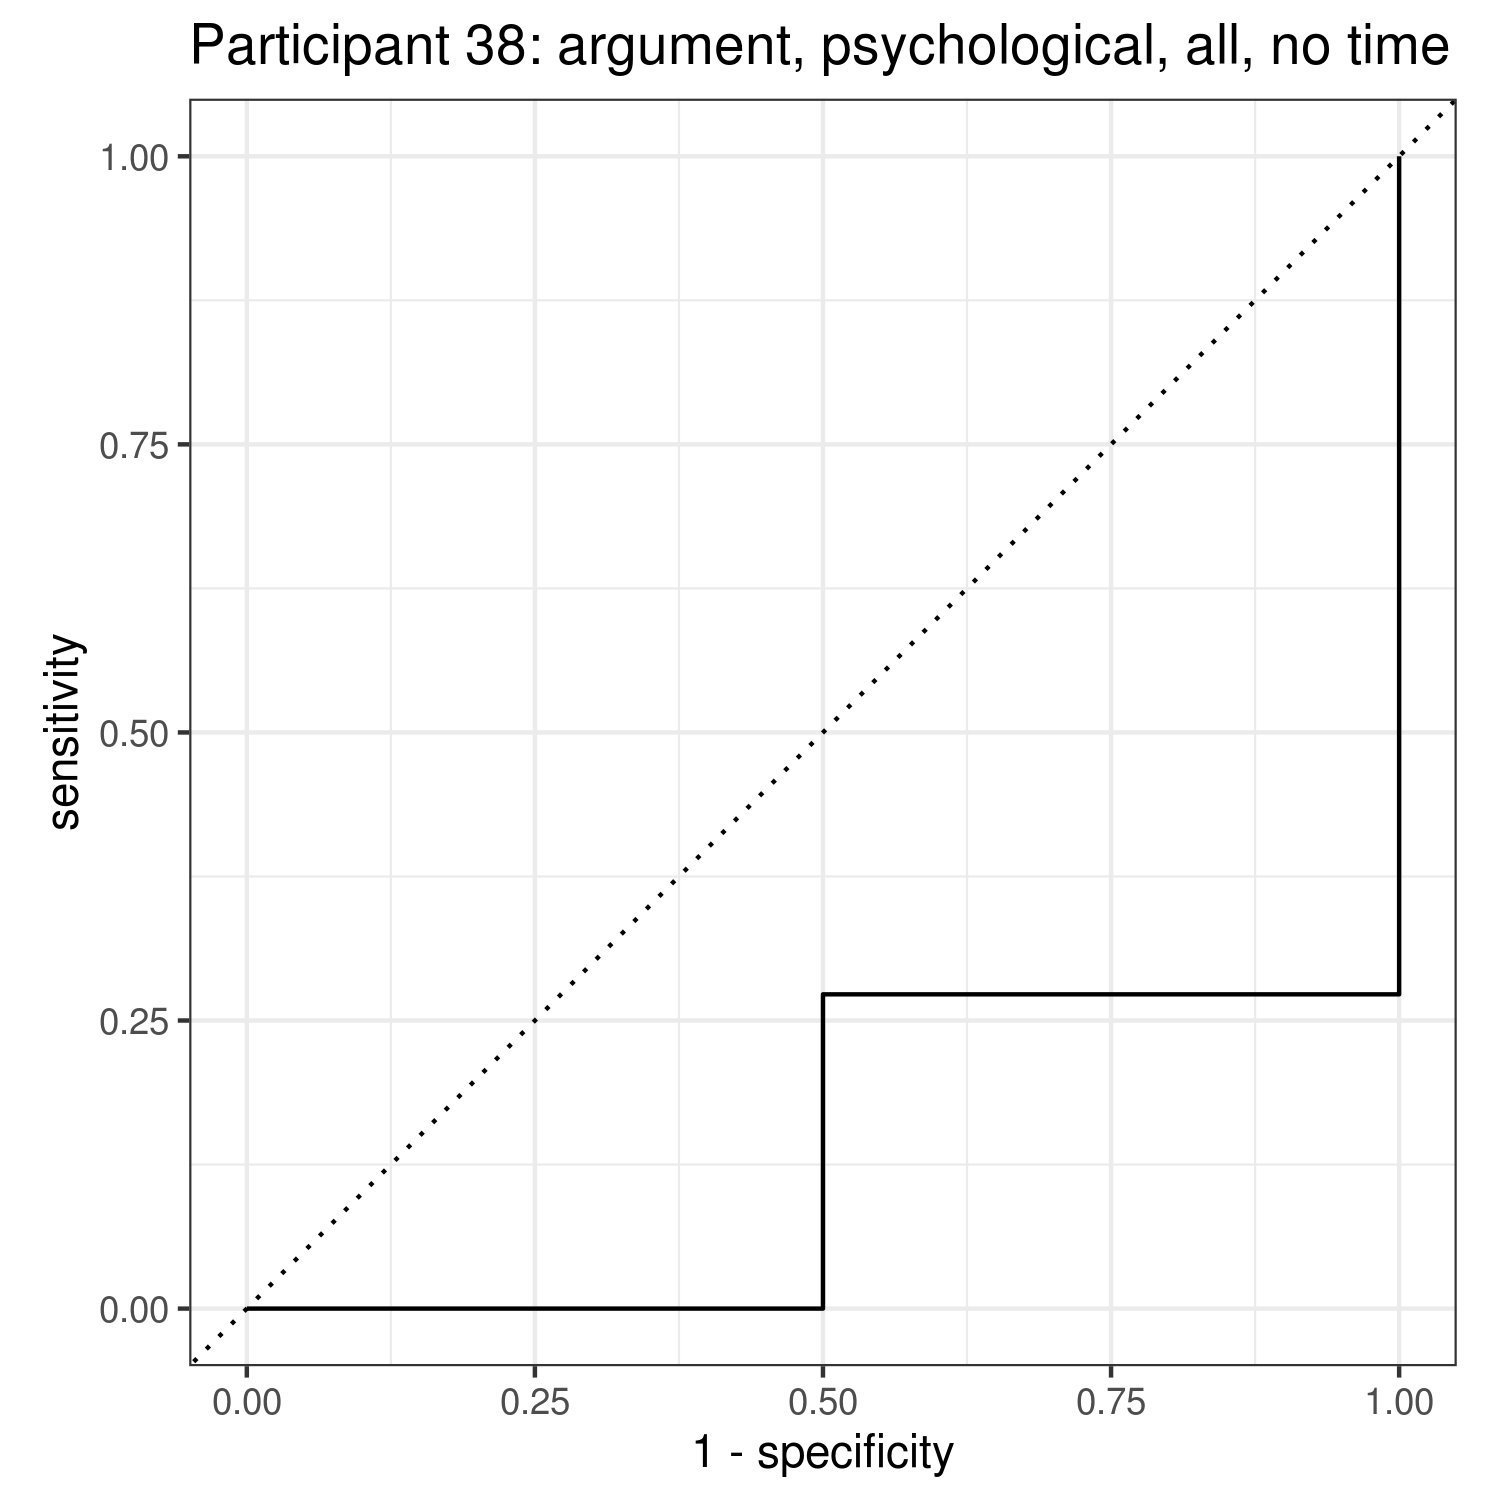 Participant 38: argument, psychological, all, no time
1.00
0.75
0.50
0.25
0.00
sensitivity
0.00 0.25 0.50 0.75 1.00
1 - specificity